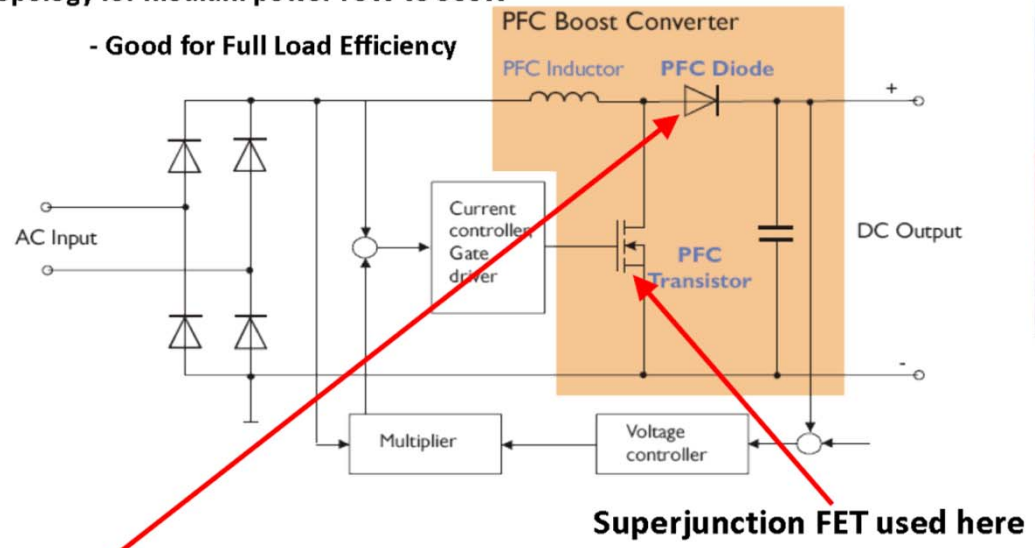 - Good for Full Load Efficiency
PFC Boost Converter
PFC Inductor
PFC Diode
+
AC Input
Current
controller,
Gate
driver
PFC
Transistor
DC Output
-
Multiplier
Voltage
controller
Superjunction FET used here